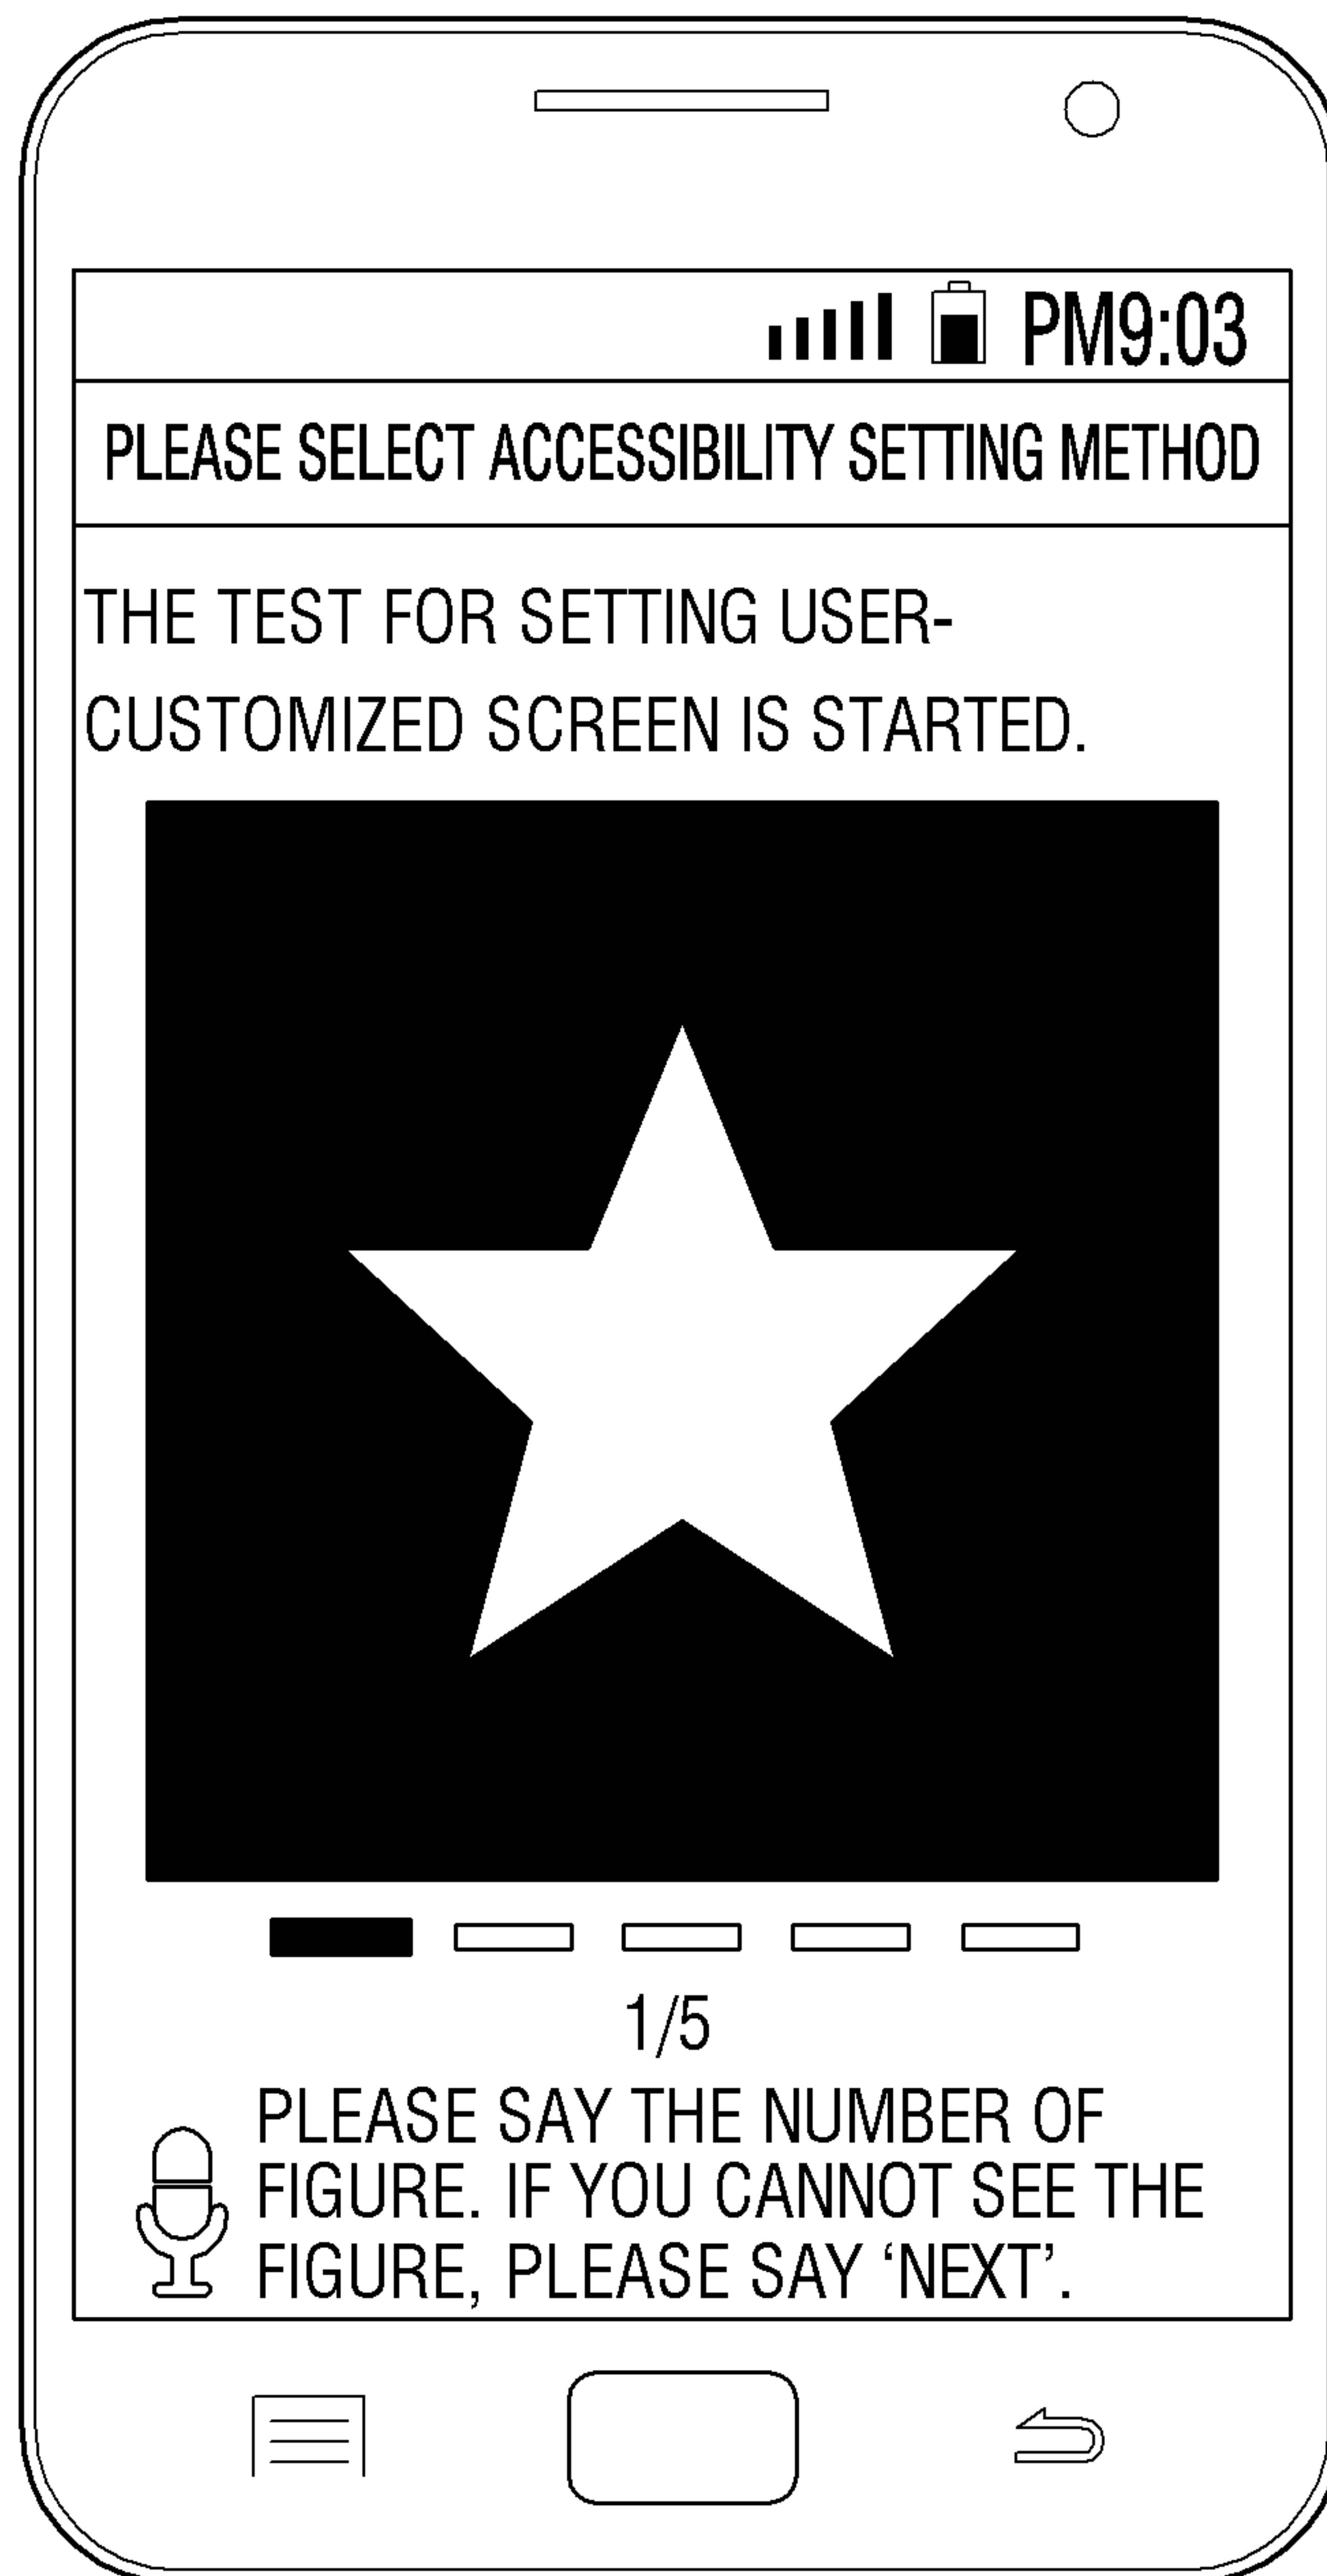 PM9:03
PLEASE SELECT ACCESSIBILITY SETTING METHOD
THE TEST FOR SETTING USER-
CUSTOMIZED SCREEN IS STARTED.
1/5
PLEASE SAY THE NUMBER OF
FIGURE. IF YOU CANNOT SEE THE
FIGURE, PLEASE SAY ‘NEXT’.